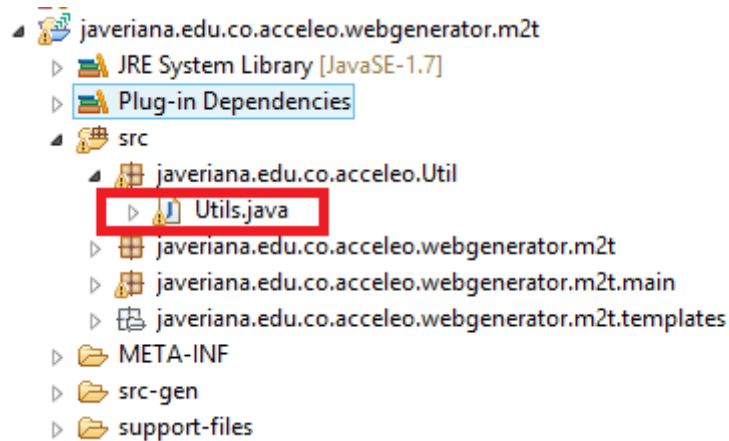 javeriana.edu.co.acceleo.webgenerator.m2t
JRE System Library [JavaSE-1.7]
Plug-in Dependencies
src
javeriana.edu.co.acceleo.Util
Utils.java
javeriana.edu.co.acceleo.webgenerator.m2t
javeriana.edu.co.acceleo.webgenerator.m2t.main
javeriana.edu.co.acceleo.webgenerator.m2t.templates
META-INF
src-gen
support-files